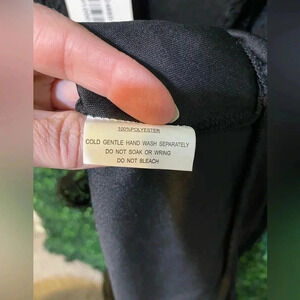 100%POLYESTER
COLD GENTLE HAND WASH SEPARATELY
DO NOT SOAK OR WRING
DO NOT BLEACH